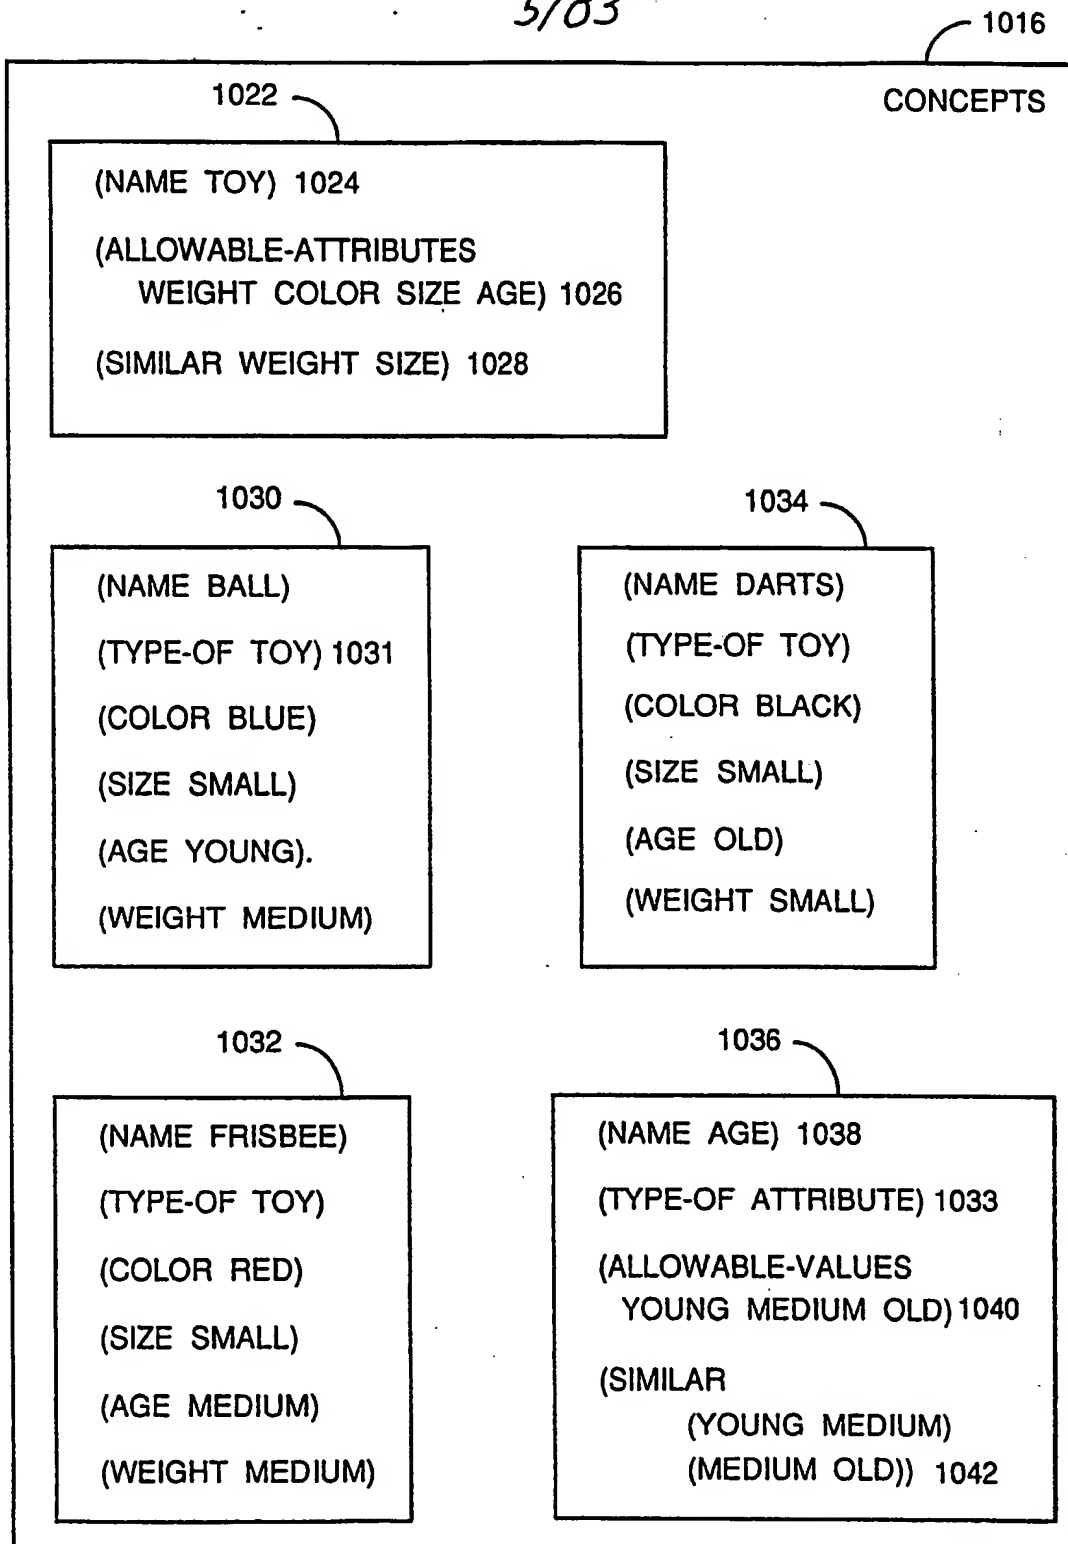 5/03
1016
CONCEPTS
1022
(NAME TOY) 1024
(ALLOWABLE-ATTRIBUTES
WEIGHT COLOR SIZE AGE) 1026
(SIMILAR WEIGHT SIZE) 1028
1030
(NAME BALL)
(TYPE-OF TOY) 1031
(COLOR BLUE)
(SIZE SMALL)
(AGE YOUNG).
(WEIGHT MEDIUM)
1034
(NAME DARTS)
(TYPE-OF TOY)
(COLOR BLACK)
(SIZE SMALL)
(AGE OLD)
(WEIGHT SMALL)
1032
(NAME FRISBEE)
(TYPE-OF TOY)
(COLOR RED)
(SIZE SMALL)
(AGE MEDIUM)
(WEIGHT MEDIUM)
1036
(NAME AGE) 1038
(TYPE-OF ATTRIBUTE) 1033
(ALLOWABLE-VALUES
YOUNG MEDIUM OLD) 1040
(SIMILAR
(YOUNG MEDIUM)
(MEDIUM OLD)) 1042